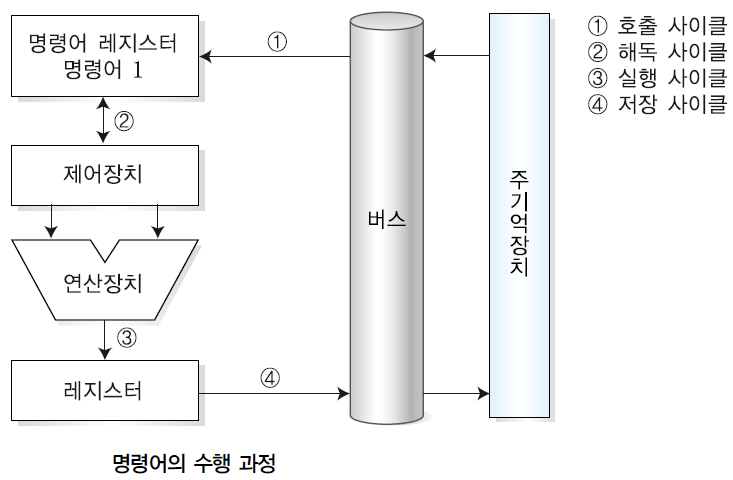 명령어 레지스터
명령어 1
①
① 호출 사이클
② 해독 사이클
③ 실행 사이클
④ 저장 사이클
②
제어장치
버스
주기억장치
연산장치
③
레지스터
④
명령어의 수행 과정